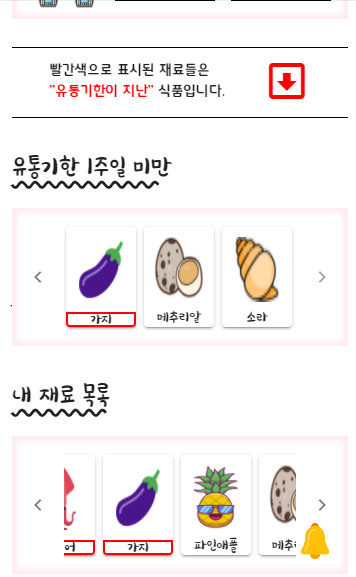 빨간색으로 표시된 재료들은
"유통기한이 지난" 식품입니다.
유통기한 1주일 미만
가지
메추리알
소라
내 재료 목록
어
가지
파인애플
메추